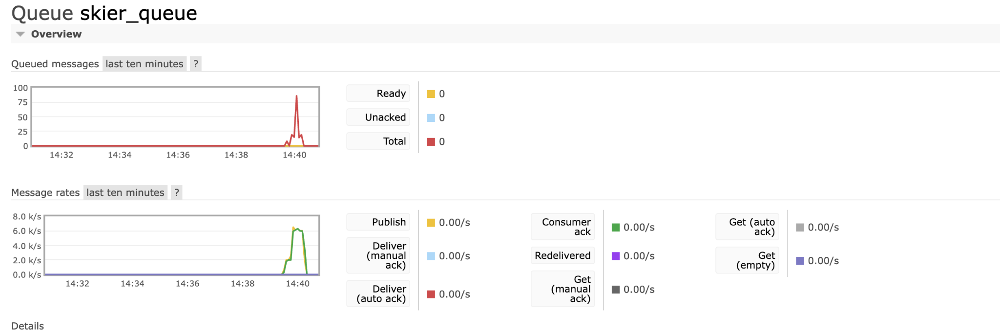 Queue skier_queue
Overview
Queued messages last ten minutes ?
100
75
50
25
0
14:32 14:34 14:36 14:38 14:40
Ready 0
Unacked 0
Total 0
Message rates last ten minutes ?
8.0 k/s
6.0 k/s
4.0 k/s
2.0 k/s
0.0 k/s
14:32 14:34 14:36 14:38 14:40
Publish 0.00/s
Deliver
(manual 0.00/s
ack)
Deliver
(auto ack) 0.00/s
Consumer
ack 0.00/s
Redelivered 0.00/s
Get
(manual 0.00/s
ack)
Get (auto
ack) 0.00/s
Get
(empty) 0.00/s
Details